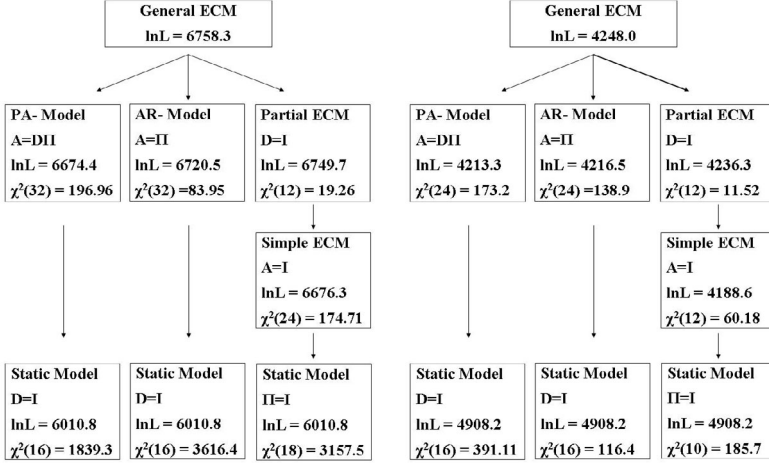 General ECM
lnL = 6758.3
PA- Model
A=DΠ
lnL = 6674.4
χ²(32) = 196.96
AR- Model
A=Π
lnL = 6720.5
χ²(32) =83.95
Partial ECM
D=I
lnL = 6749.7
χ²(12) = 19.26
Simple ECM
A=I
lnL = 6676.3
χ²(24) = 174.71
Static Model
D=I
lnL = 6010.8
χ²(16) = 1839.3
Static Model
D=I
lnL = 6010.8
χ²(16) = 3616.4
Static Model
Π=I
lnL = 6010.8
χ²(18) = 3157.5
General ECM
lnL = 4248.0
PA- Model
A=DΠ
lnL = 4213.3
χ²(24) = 173.2
AR- Model
A=Π
lnL = 4216.5
χ²(24) =138.9
Partial ECM
D=I
lnL = 4236.3
χ²(12) = 11.52
Simple ECM
A=I
lnL = 4188.6
χ²(12) = 60.18
Static Model
D=I
lnL = 4908.2
χ²(16) = 391.11
Static Model
D=I
lnL = 4908.2
χ²(16) = 116.4
Static Model
Π=I
lnL = 4908.2
χ²(10) = 185.7